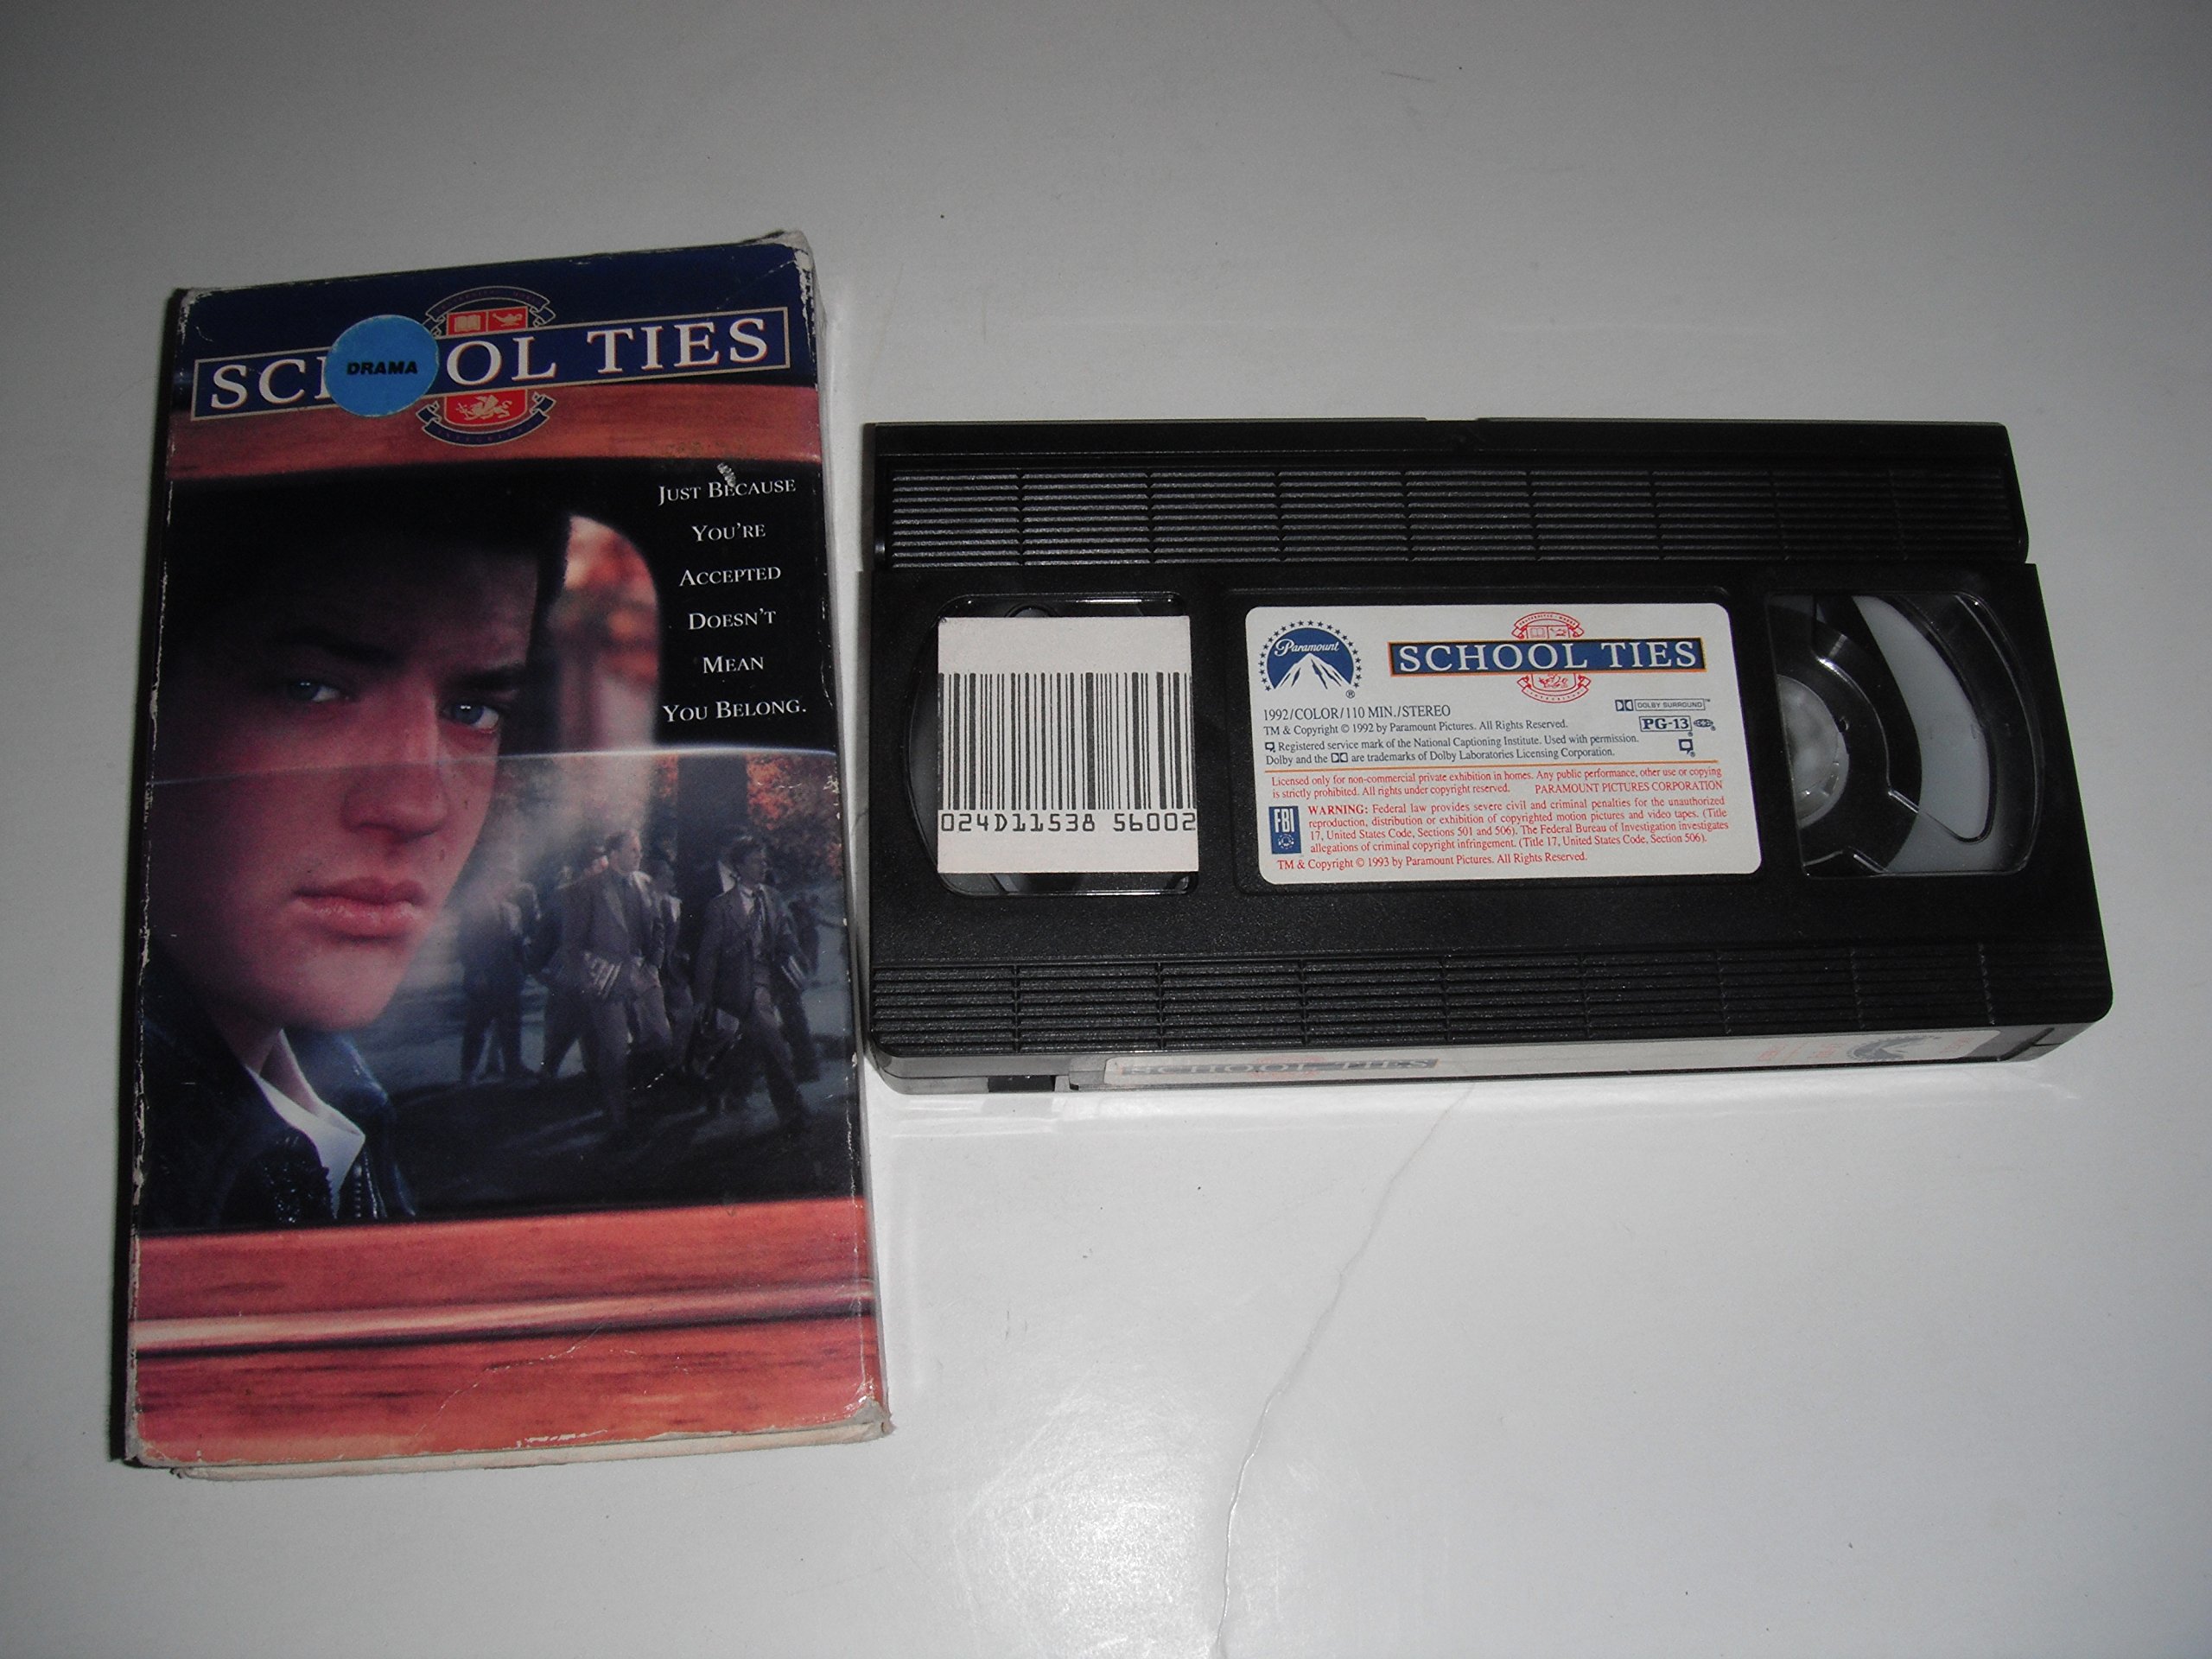 SCHOOL TIES
DRAMA
JUST BECAUSE
YOU'RE
ACCEPTED
DOESN'T
MEAN
YOU BELONG.
024D11538 56002
Paramount
®
SCHOOL TIES
1992/COLOR/110 MIN./STEREO
DOLBY SURROUND
TM & Copyright © 1992 by Paramount Pictures. All Rights Reserved.
PG-13
Registered service mark of the National Captioning Institute. Used with permission.
Dolby and the are trademarks of Dolby Laboratories Licensing Corporation.
Licensed only for non-commercial private exhibition in homes. Any public performance, other use or copying
is strictly prohibited. All rights under copyright reserved. PARAMOUNT PICTURES CORPORATION
FBI
WARNING: Federal law provides severe civil and criminal penalties for the unauthorized
reproduction, distribution or exhibition of copyrighted motion pictures and video tapes. (Title
17, United States Code, Sections 501 and 506). The Federal Bureau of Investigation investigates
allegations of criminal copyright infringement. (Title 17, United States Code, Section 506).
TM & Copyright © 1993 by Paramount Pictures. All Rights Reserved.
SCHOOL TIES